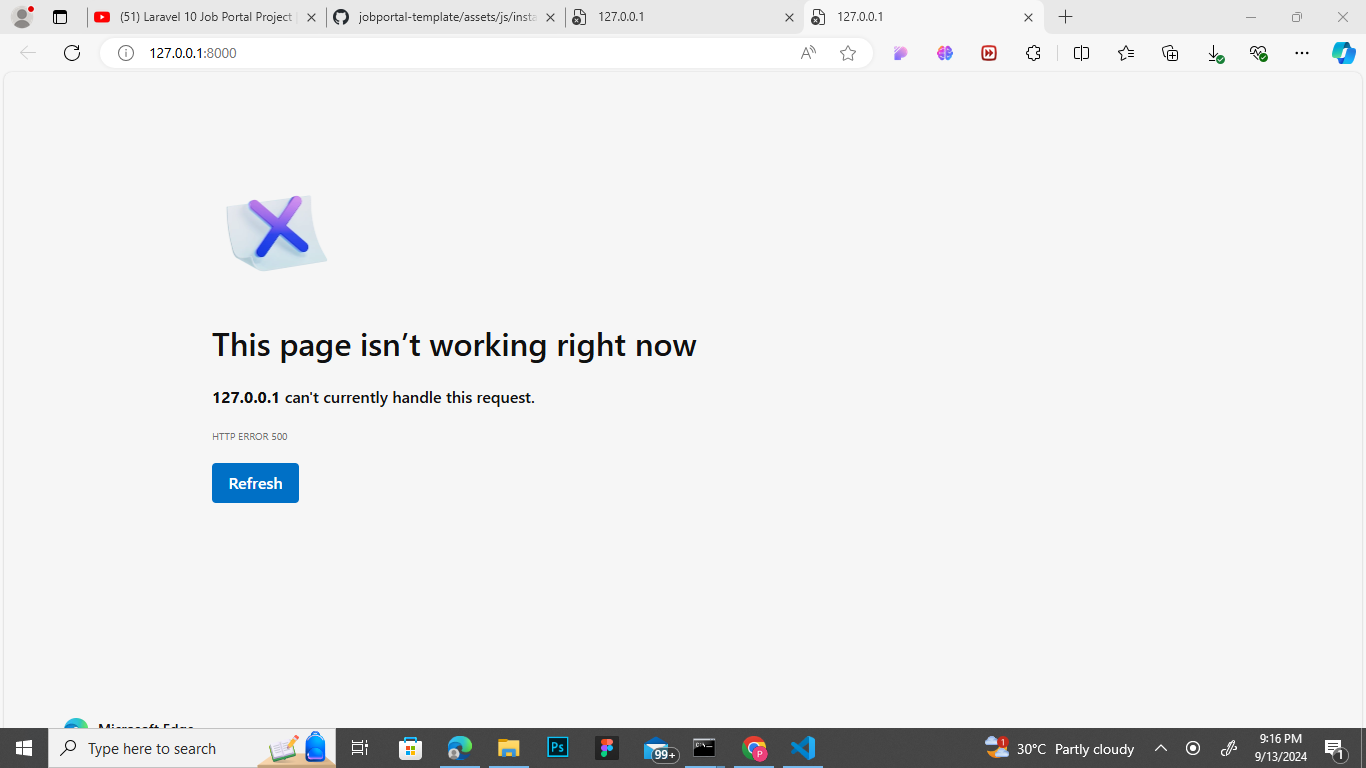 (51) Laravel 10 Job Portal Project
jobportal-template/assets/js/insta
127.0.0.1
127.0.0.1
127.0.0.1:8000
This page isn’t working right now
127.0.0.1 can't currently handle this request.
HTTP ERROR 500
Refresh
Microsoft Edge
Type here to search
Ps
99+
P
1
30°C Partly cloudy
9:16 PM
9/13/2024
1